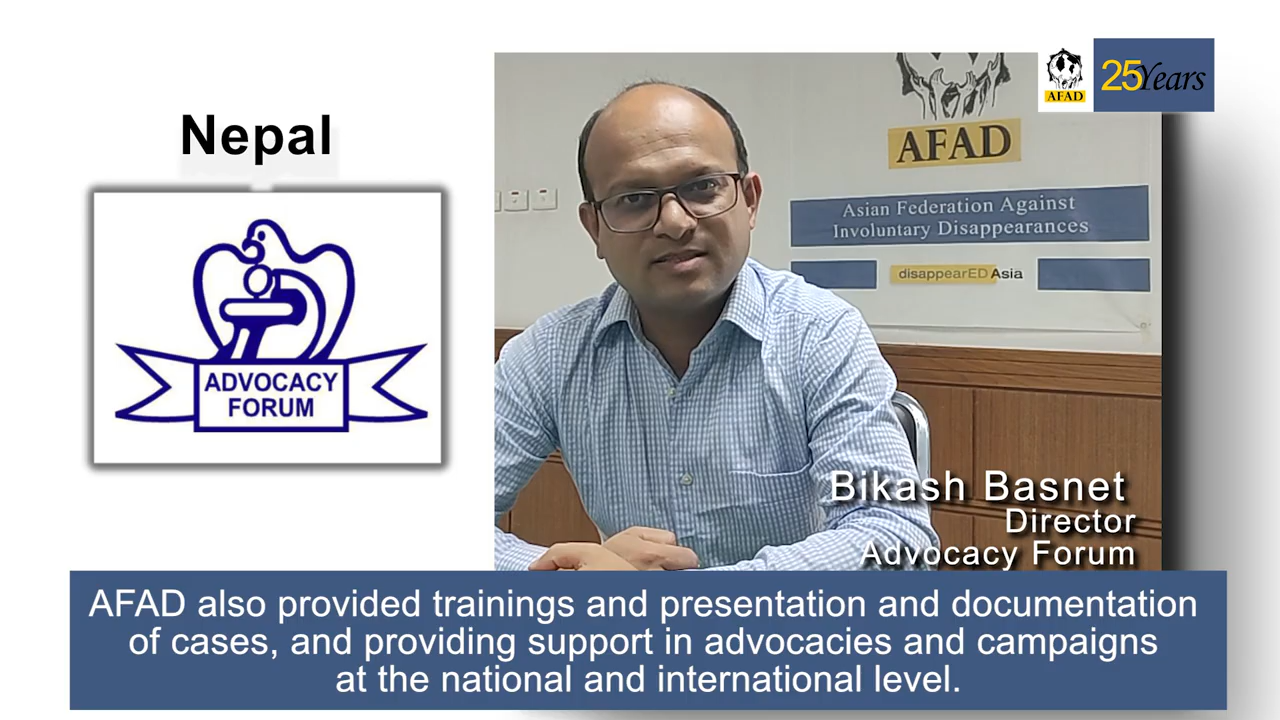 Nepal
ADVOCACY
FORUM
AFAD
25Years
AFAD
Asian Federation Against
Involuntary Disappearances
disappearED Asia
Bikash Basnet
Director
Advocacy Forum
AFAD also provided trainings and presentation and documentation
of cases, and providing support in advocacies and campaigns
at the national and international level.